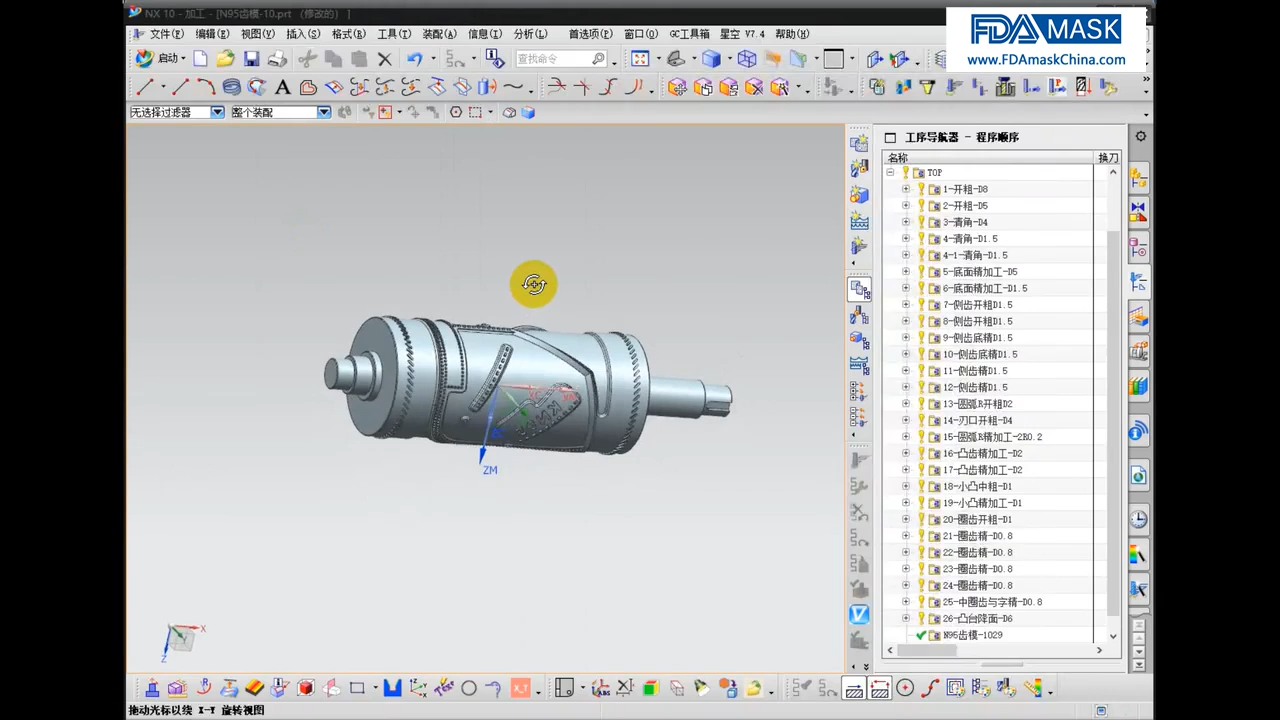 NX 10 - 加工 - [N95齿模-10.prt （修改的） ]
FDA MASK
www.FDAmaskChina.com
文件(F) 编辑(E) 视图(V) 插入(S) 格式(R) 工具(T) 装配(A) 信息(I) 分析(L) 首选项(P) 窗口(O) GC工具箱 星空 V7.4 帮助(H)
启动 查找命令
无选择过滤器 整个装配
工序导航器 - 程序顺序
名称 换刀
TOP
1-开粗-D8
2-开粗-D5
3-清角-D4
4-清角-D1.5
4-1-清角-D1.5
5-底面精加工-D5
6-底面精加工-D1.5
7-侧齿开粗D1.5
8-侧齿开粗D1.5
9-侧齿底精D1.5
10-侧齿底精D1.5
11-侧齿精D1.5
12-侧齿精D1.5
13-圆弧R开粗D2
14-刃口开粗-D4
15-圆弧R精加工-2R0.2
16-凸齿精加工-D2
17-凸齿精加工-D2
18-小凸中粗-D1
19-小凸精加工-D1
20-圈齿开粗-D1
21-圈齿精-D0.8
22-圈齿精-D0.8
23-圈齿精-D0.8
24-圈齿精-D0.8
25-中圈齿与字精-D0.8
26-凸台降面-D6
N95齿模-1029
ZM
X
Z
拖动光标以绕 X-Y 旋转视图